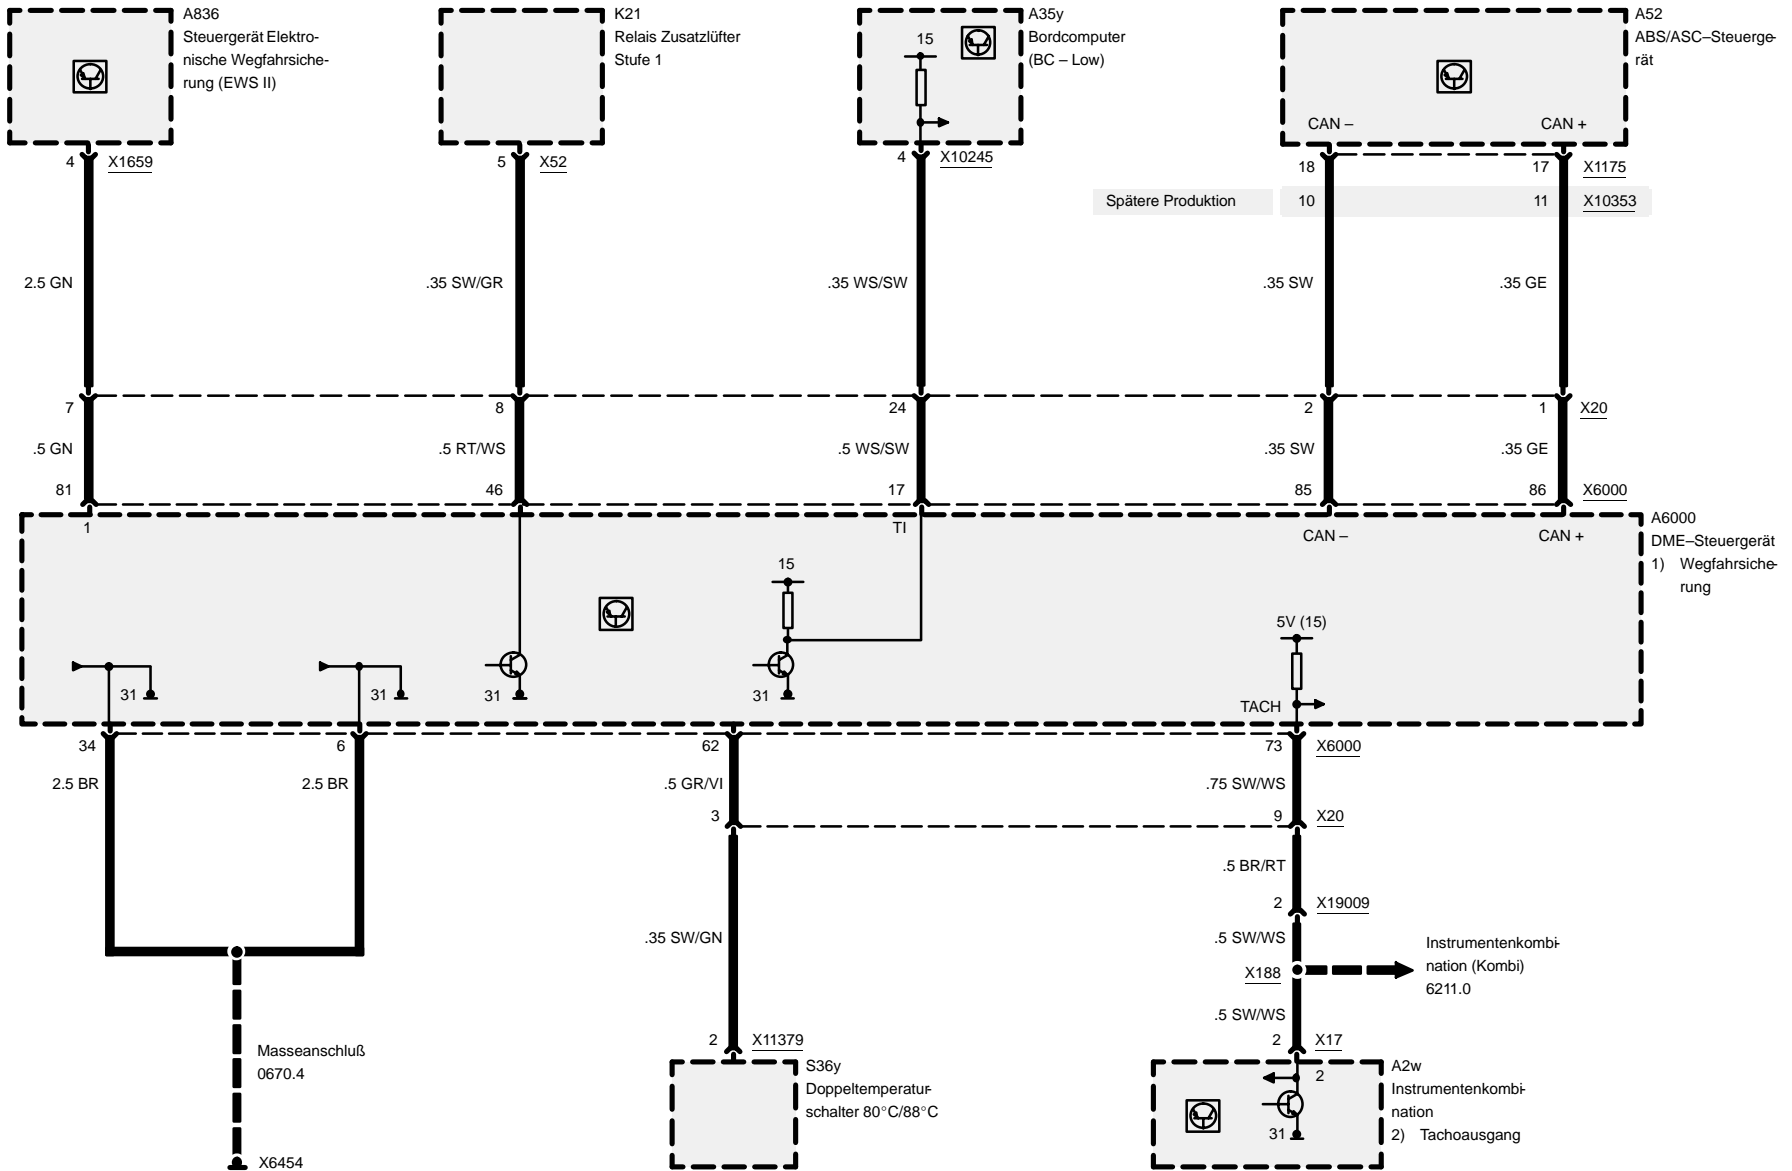 A836
Steuergerät Elektro-
nische Wegfahrsiche-
rung (EWS II)
K21
Relais Zusatzlüfter
Stufe 1
A35y
Bordcomputer
(BC – Low)
15
A52
ABS/ASC–Steuerge-
rät
CAN –
CAN +
4
X1659
5
X52
4
X10245
18
17
X1175
Spätere Produktion
10
11
X10353
2.5 GN
.35 SW/GR
.35 WS/SW
.35 SW
.35 GE
7
8
24
2
1
X20
.5 GN
.5 RT/WS
.5 WS/SW
.35 SW
.35 GE
81
46
17
85
86
X6000
1
TI
CAN –
CAN +
A6000
DME–Steuergerät
1) Wegfahrsiche-
rung
15
5V (15)
31
31
31
31
TACH
34
6
62
73
X6000
2.5 BR
2.5 BR
.5 GR/VI
.75 SW/WS
3
9
X20
.5 BR/RT
2
X19009
.35 SW/GN
.5 SW/WS
X188
Instrumentenkombi-
nation (Kombi)
6211.0
.5 SW/WS
Masseanschluß
0670.4
2
X11379
2
X17
S36y
Doppeltemperatur-
schalter 80°C/88°C
2
31
A2w
Instrumentenkombi-
nation
2) Tachoausgang
X6454